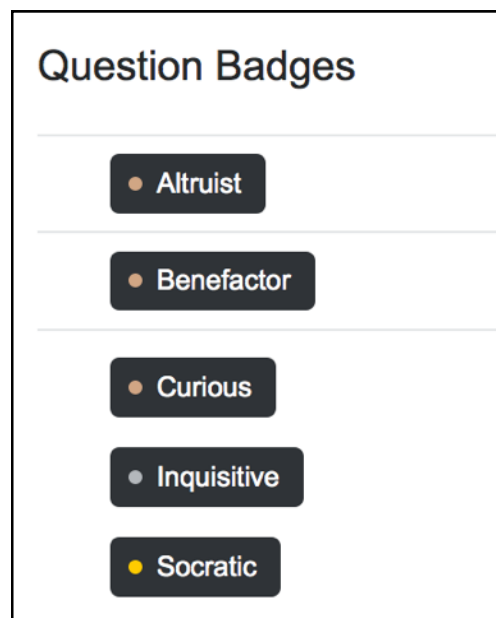 Question Badges
Altruist
Benefactor
Curious
Inquisitive
Socratic